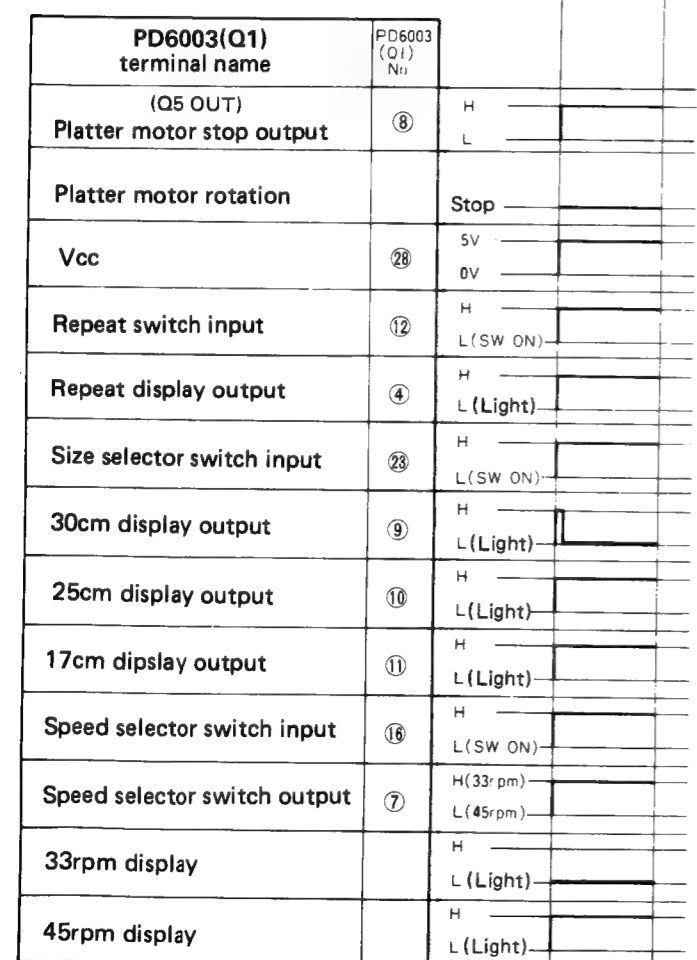 PD6003(Q1)
terminal name
PD6003
(Q1)
No
(Q5 OUT)
Platter motor stop output
⑧
H
L
Platter motor rotation
Stop
Vcc
㉘
5V
0V
Repeat switch input
⑫
H
L(SW ON)
Repeat display output
④
H
L(Light)
Size selector switch input
㉓
H
L(SW ON)
30cm display output
⑨
H
L(Light)
25cm display output
⑩
H
L(Light)
17cm dipslay output
⑪
H
L(Light)
Speed selector switch input
⑯
H
L(SW ON)
Speed selector switch output
⑦
H(33rpm)
L(45rpm)
33rpm display
H
L(Light)
45rpm display
H
L(Light)